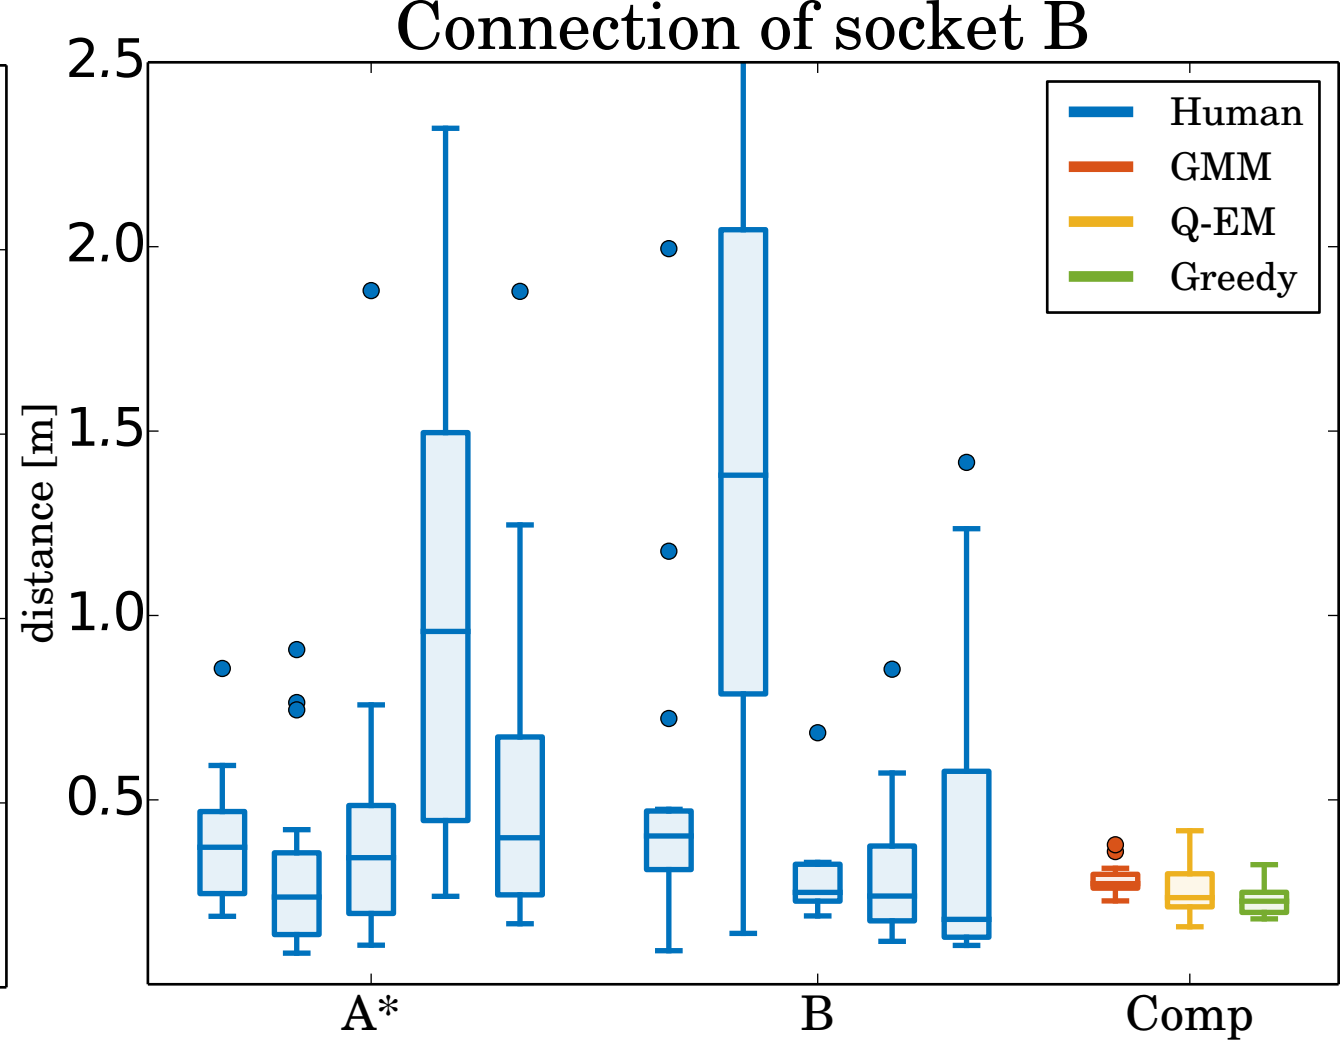 Connection of socket B
2.5
2.0
1.5
1.0
0.5
distance [m]
Human
GMM
Q-EM
Greedy
A*
B
Comp